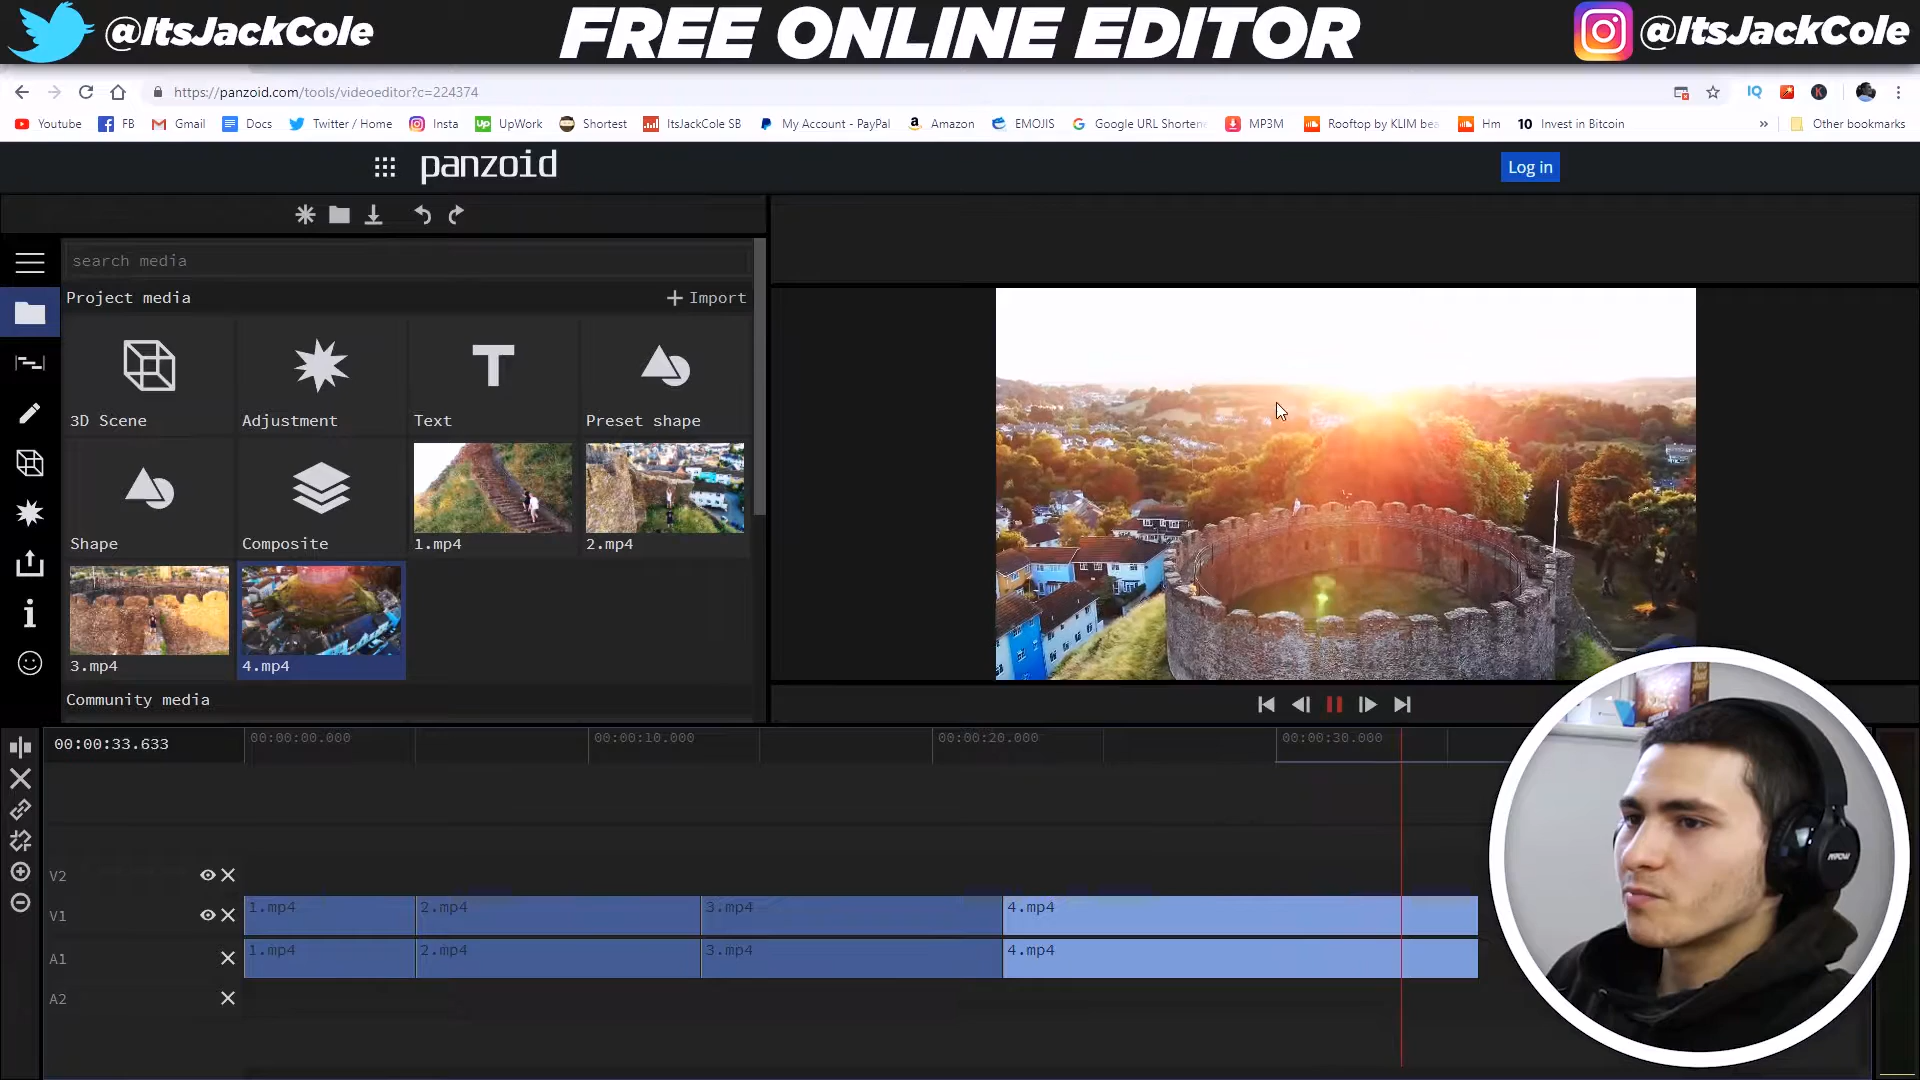 @ItsJackCole
FREE ONLINE EDITOR
@ItsJackCole
https://panzoid.com/tools/videoeditor?c=224374
IQ
K
Youtube
FB
Gmail
Docs
Twitter / Home
Insta
Up
UpWork
Shortest
ItsJackCole SB
My Account - PayPal
Amazon
EMOJIS
Google URL Shortene
MP3M
Rooftop by KLIM bea
Hm
10
Invest in Bitcoin
»
Other bookmarks
panzoid
Log in
search media
Project media
+ Import
3D Scene
Adjustment
Text
Preset shape
Shape
Composite
1.mp4
2.mp4
3.mp4
4.mp4
Community media
00:00:33.633
00:00:00.000
00:00:10.000
00:00:20.000
00:00:30.000
V2
V1
1.mp4
2.mp4
3.mp4
4.mp4
A1
1.mp4
2.mp4
3.mp4
4.mp4
A2
MPOW